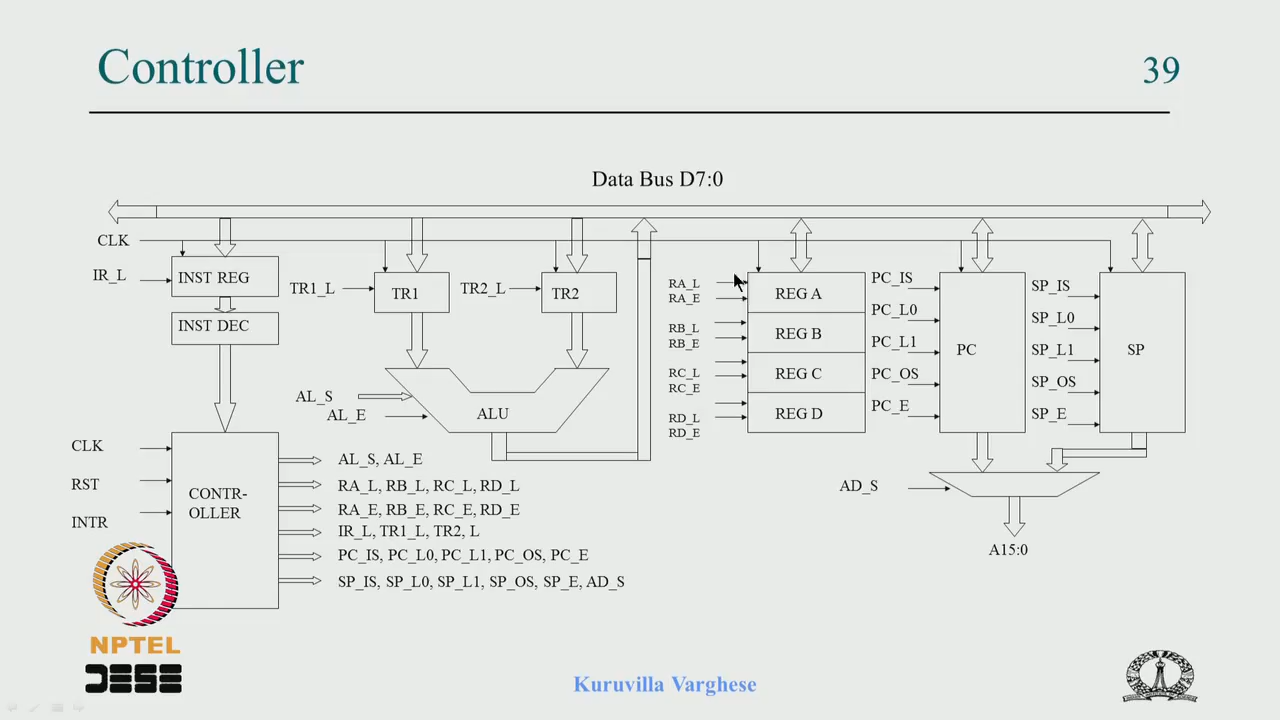 Controller
39
Data Bus D7:0
CLK
IR_L
INST REG
INST DEC
TR1_L
TR1
TR2_L
TR2
AL_S
AL_E
ALU
RA_L
RA_E
RB_L
RB_E
RC_L
RC_E
RD_L
RD_E
REG A
REG B
REG C
REG D
PC_IS
PC_L0
PC_L1
PC_OS
PC_E
PC
SP_IS
SP_L0
SP_L1
SP_OS
SP_E
SP
AD_S
A15:0
CLK
RST
INTR
CONTR-
OLLER
AL_S, AL_E
RA_L, RB_L, RC_L, RD_L
RA_E, RB_E, RC_E, RD_E
IR_L, TR1_L, TR2, L
PC_IS, PC_L0, PC_L1, PC_OS, PC_E
SP_IS, SP_L0, SP_L1, SP_OS, SP_E, AD_S
NPTEL
DESE
Kuruvilla Varghese